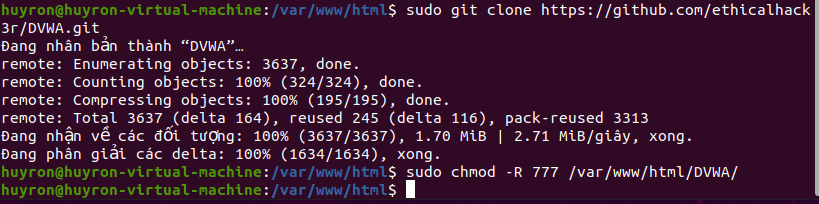 huyron@huyron-virtual-machine:/var/www/html$ sudo git clone https://github.com/ethicalhack
3r/DVWA.git
Đang nhân bản thành “DVWA”…
remote: Enumerating objects: 3637, done.
remote: Counting objects: 100% (324/324), done.
remote: Compressing objects: 100% (195/195), done.
remote: Total 3637 (delta 164), reused 245 (delta 116), pack-reused 3313
Đang nhận về các đối tượng: 100% (3637/3637), 1.70 MiB | 2.71 MiB/giây, xong.
Đang phân giải các delta: 100% (1634/1634), xong.
huyron@huyron-virtual-machine:/var/www/html$ sudo chmod -R 777 /var/www/html/DVWA/
huyron@huyron-virtual-machine:/var/www/html$